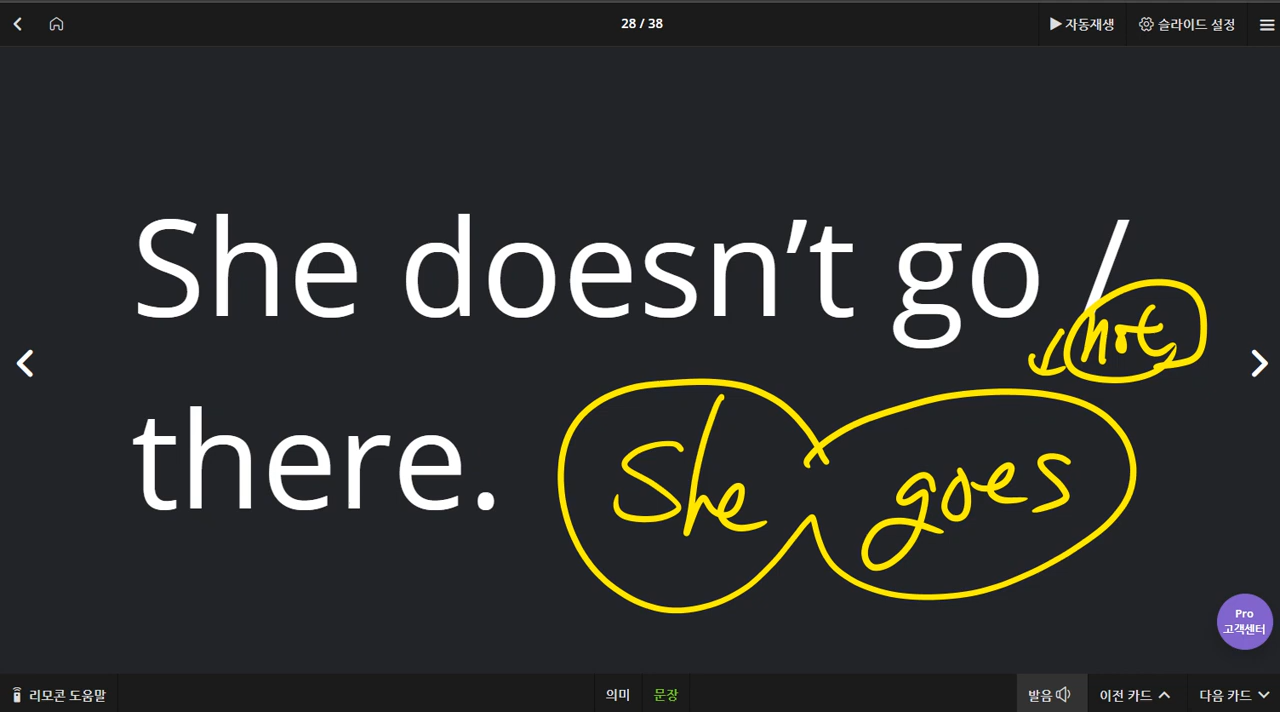 28 / 38
▶ 자동재생
슬라이드 설정
She doesn't go /
not
there.
She goes
Pro
고객센터
리모콘 도움말
의미
문장
발음
이전 카드
다음 카드